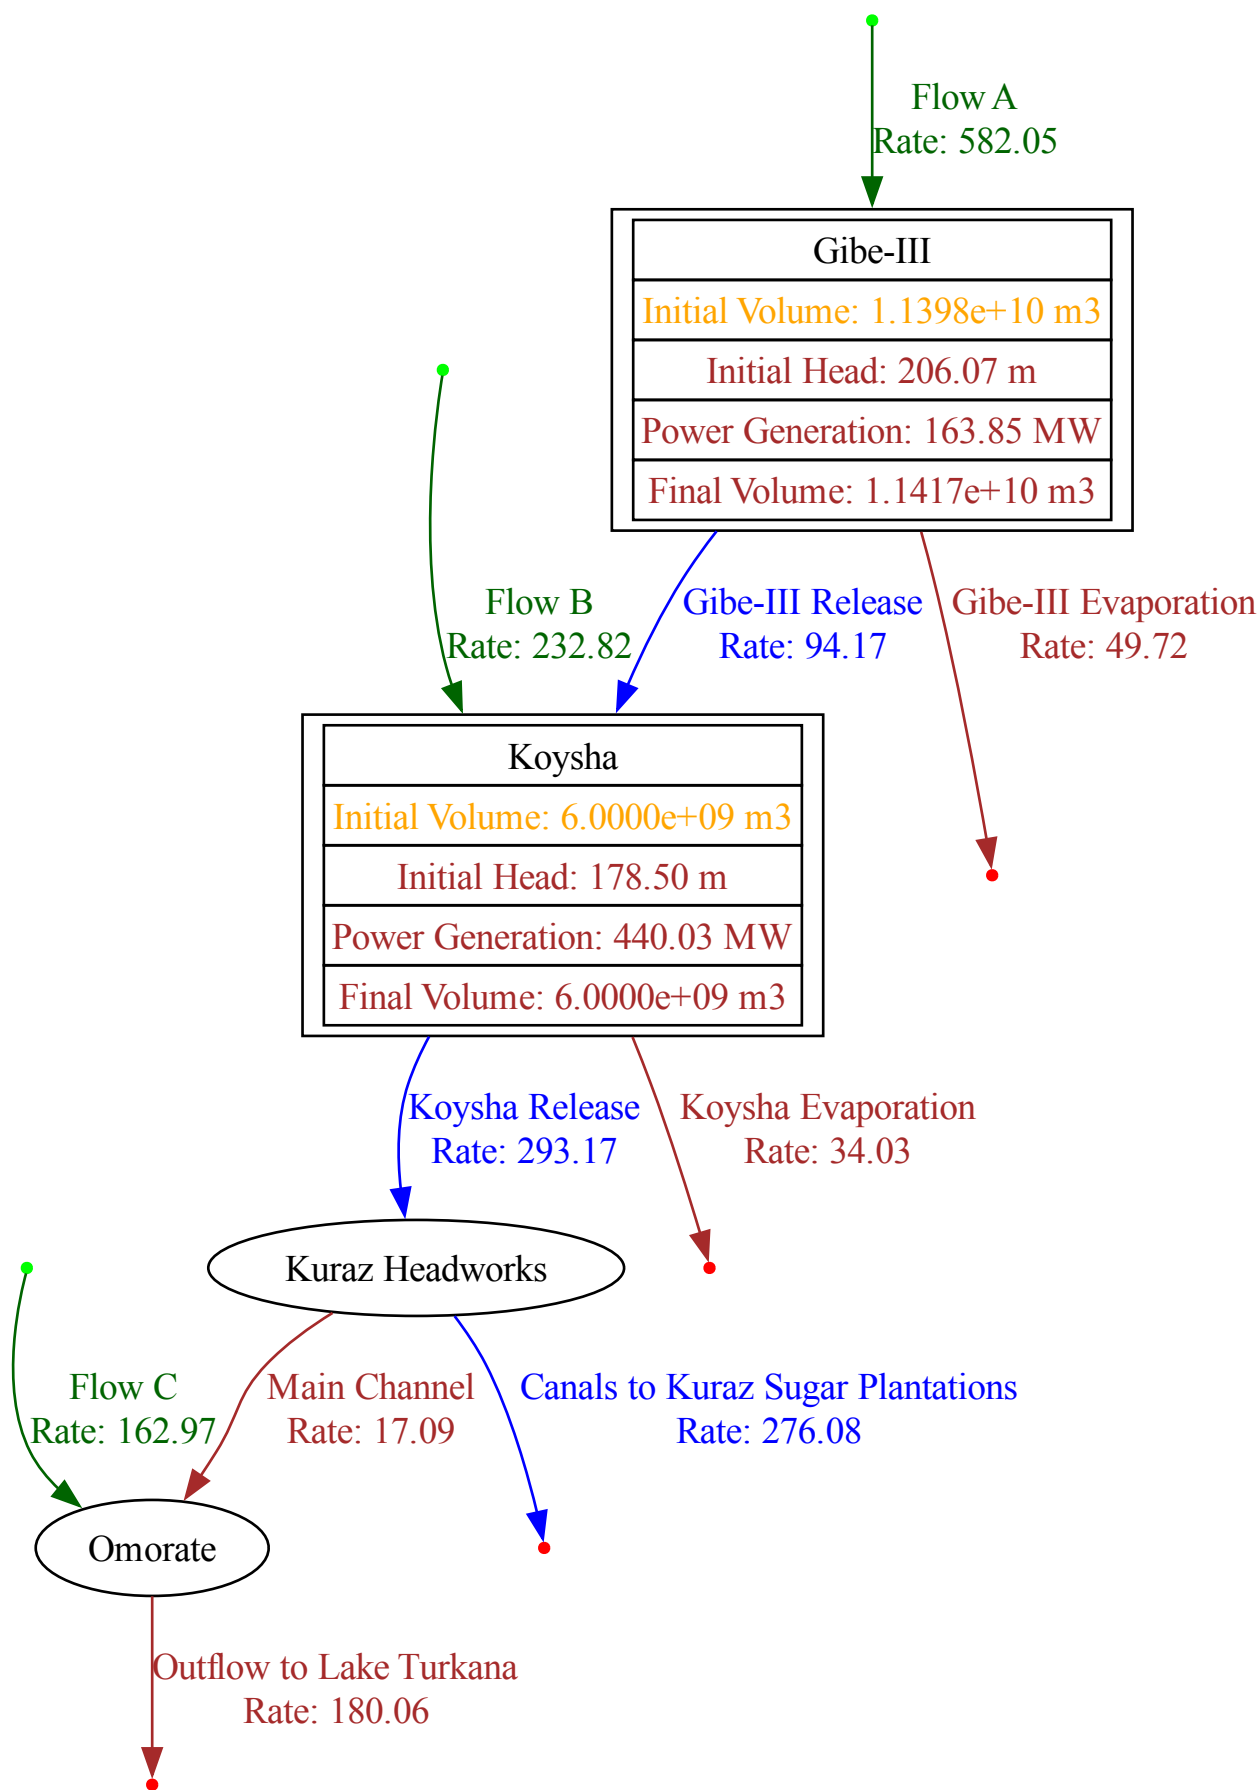 Flow A
Rate: 582.05
Gibe-III
Initial Volume: 1.1398e+10 m3
Initial Head: 206.07 m
Power Generation: 163.85 MW
Final Volume: 1.1417e+10 m3
Flow B
Rate: 232.82
Gibe-III Release
Rate: 94.17
Gibe-III Evaporation
Rate: 49.72
Koysha
Initial Volume: 6.0000e+09 m3
Initial Head: 178.50 m
Power Generation: 440.03 MW
Final Volume: 6.0000e+09 m3
Koysha Release
Rate: 293.17
Koysha Evaporation
Rate: 34.03
Kuraz Headworks
Flow C
Rate: 162.97
Main Channel
Rate: 17.09
Canals to Kuraz Sugar Plantations
Rate: 276.08
Omorate
Outflow to Lake Turkana
Rate: 180.06